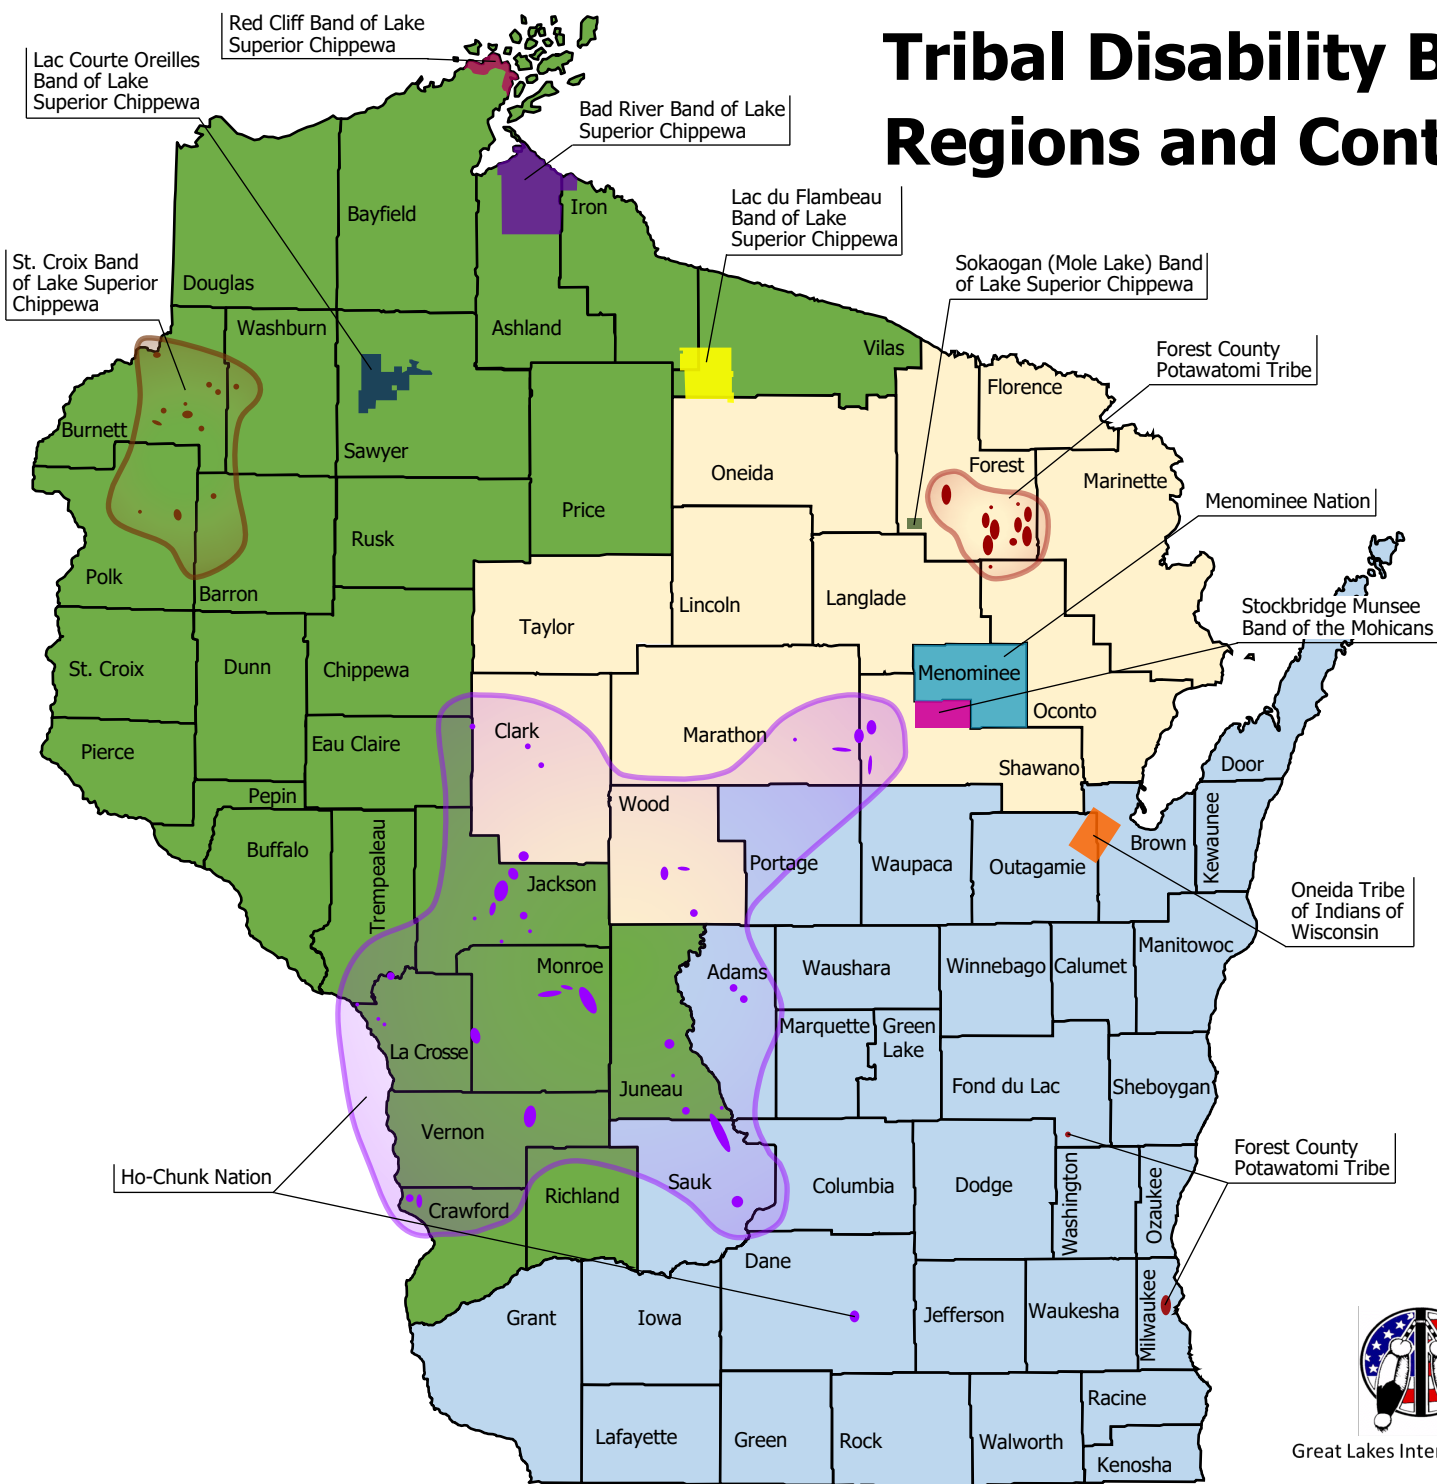 Tribal Disability B
Regions and Cont
Red Cliff Band of Lake
Superior Chippewa
Lac Courte Oreilles
Band of Lake
Superior Chippewa
Bad River Band of Lake
Superior Chippewa
Lac du Flambeau
Band of Lake
Superior Chippewa
St. Croix Band
of Lake Superior
Chippewa
Sokaogan (Mole Lake) Band
of Lake Superior Chippewa
Forest County
Potawatomi Tribe
Menominee Nation
Stockbridge Munsee
Band of the Mohicans
Oneida Tribe
of Indians of
Wisconsin
Forest County
Potawatomi Tribe
Ho-Chunk Nation
Bayfield
Iron
Douglas
Washburn
Ashland
Vilas
Florence
Burnett
Sawyer
Oneida
Forest
Marinette
Price
Rusk
Polk
Barron
Taylor
Lincoln
Langlade
St. Croix
Dunn
Chippewa
Menominee
Oconto
Pierce
Eau Claire
Clark
Marathon
Shawano
Door
Pepin
Wood
Buffalo
Trempealeau
Jackson
Portage
Waupaca
Outagamie
Brown
Kewaunee
Monroe
Adams
Waushara
Winnebago
Calumet
Manitowoc
La Crosse
Juneau
Marquette
Green
Lake
Fond du Lac
Sheboygan
Vernon
Crawford
Richland
Sauk
Columbia
Dodge
Washington
Ozaukee
Dane
Grant
Iowa
Jefferson
Waukesha
Milwaukee
Lafayette
Green
Rock
Walworth
Racine
Kenosha
Great Lakes Inter